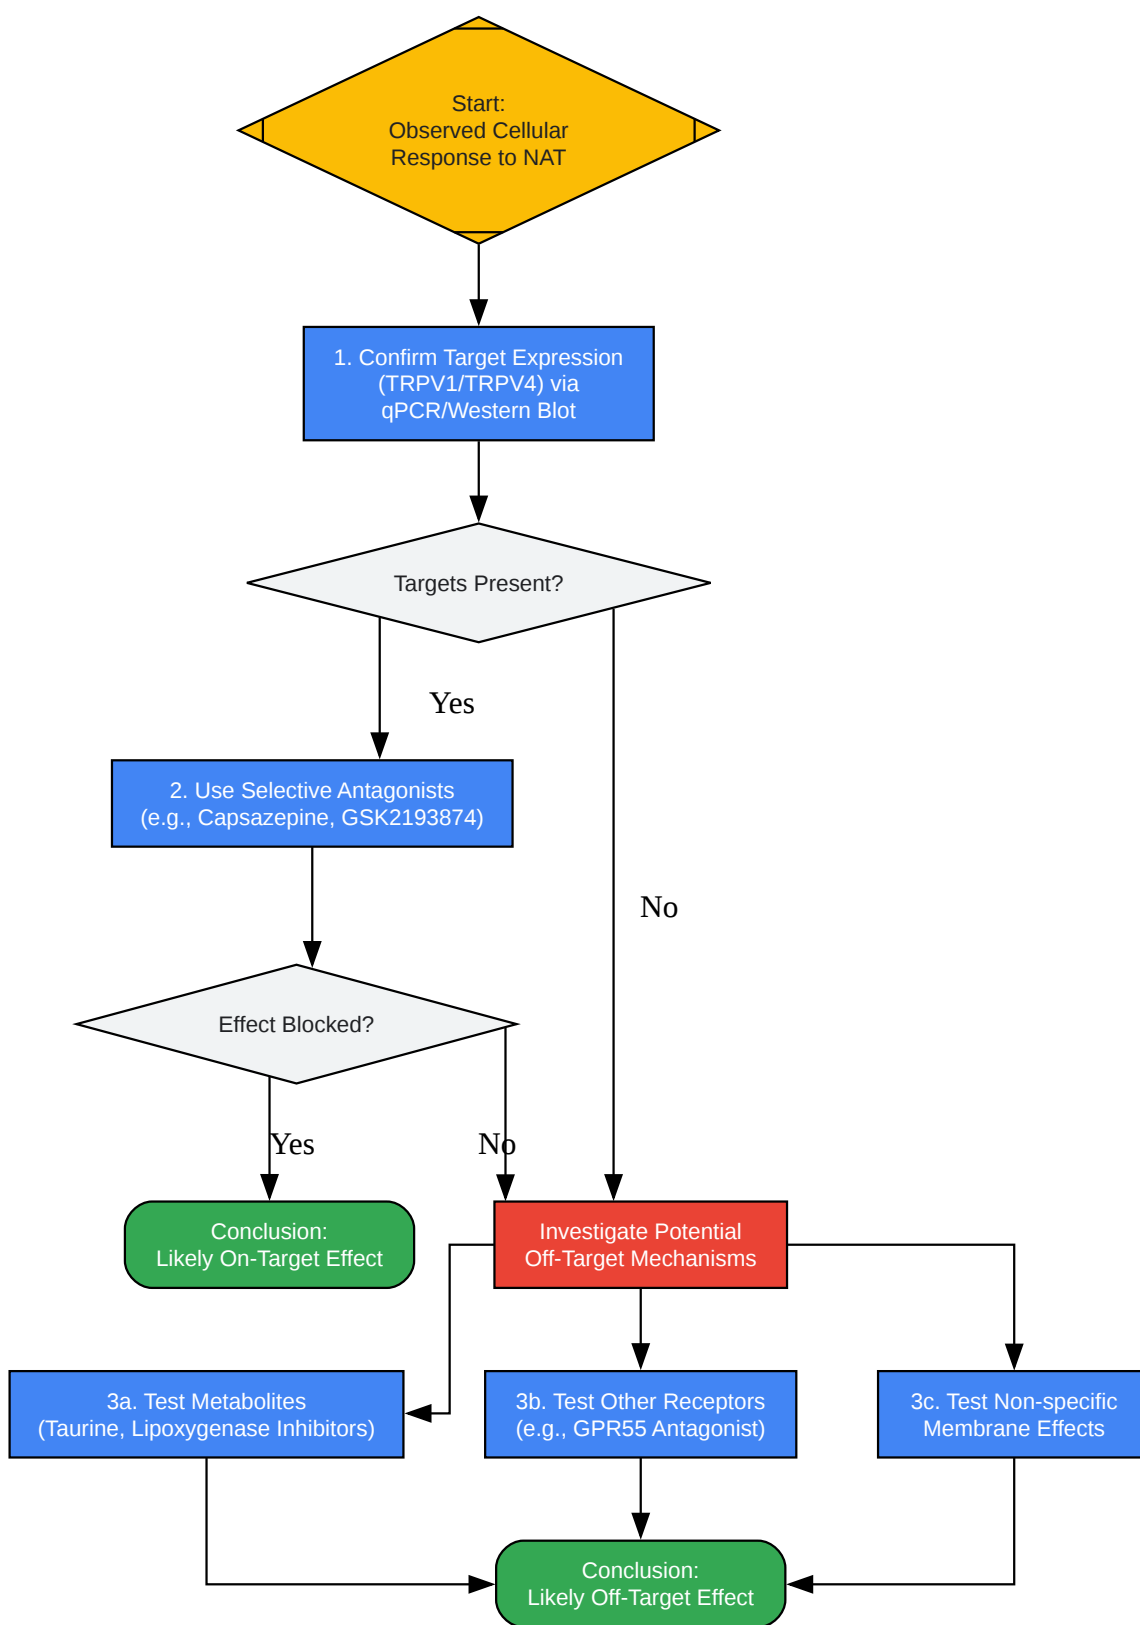 Start:
Observed Cellular
Response to NAT
1. Confirm Target Expression
(TRPV1/TRPV4) via
qPCR/Western Blot
Targets Present?
Yes
2. Use Selective Antagonists
(e.g., Capsazepine, GSK2193874)
No
Effect Blocked?
Yes
No
Conclusion:
Likely On-Target Effect
Investigate Potential
Off-Target Mechanisms
3a. Test Metabolites
(Taurine, Lipoxygenase Inhibitors)
3b. Test Other Receptors
(e.g., GPR55 Antagonist)
3c. Test Non-specific
Membrane Effects
Conclusion:
Likely Off-Target Effect